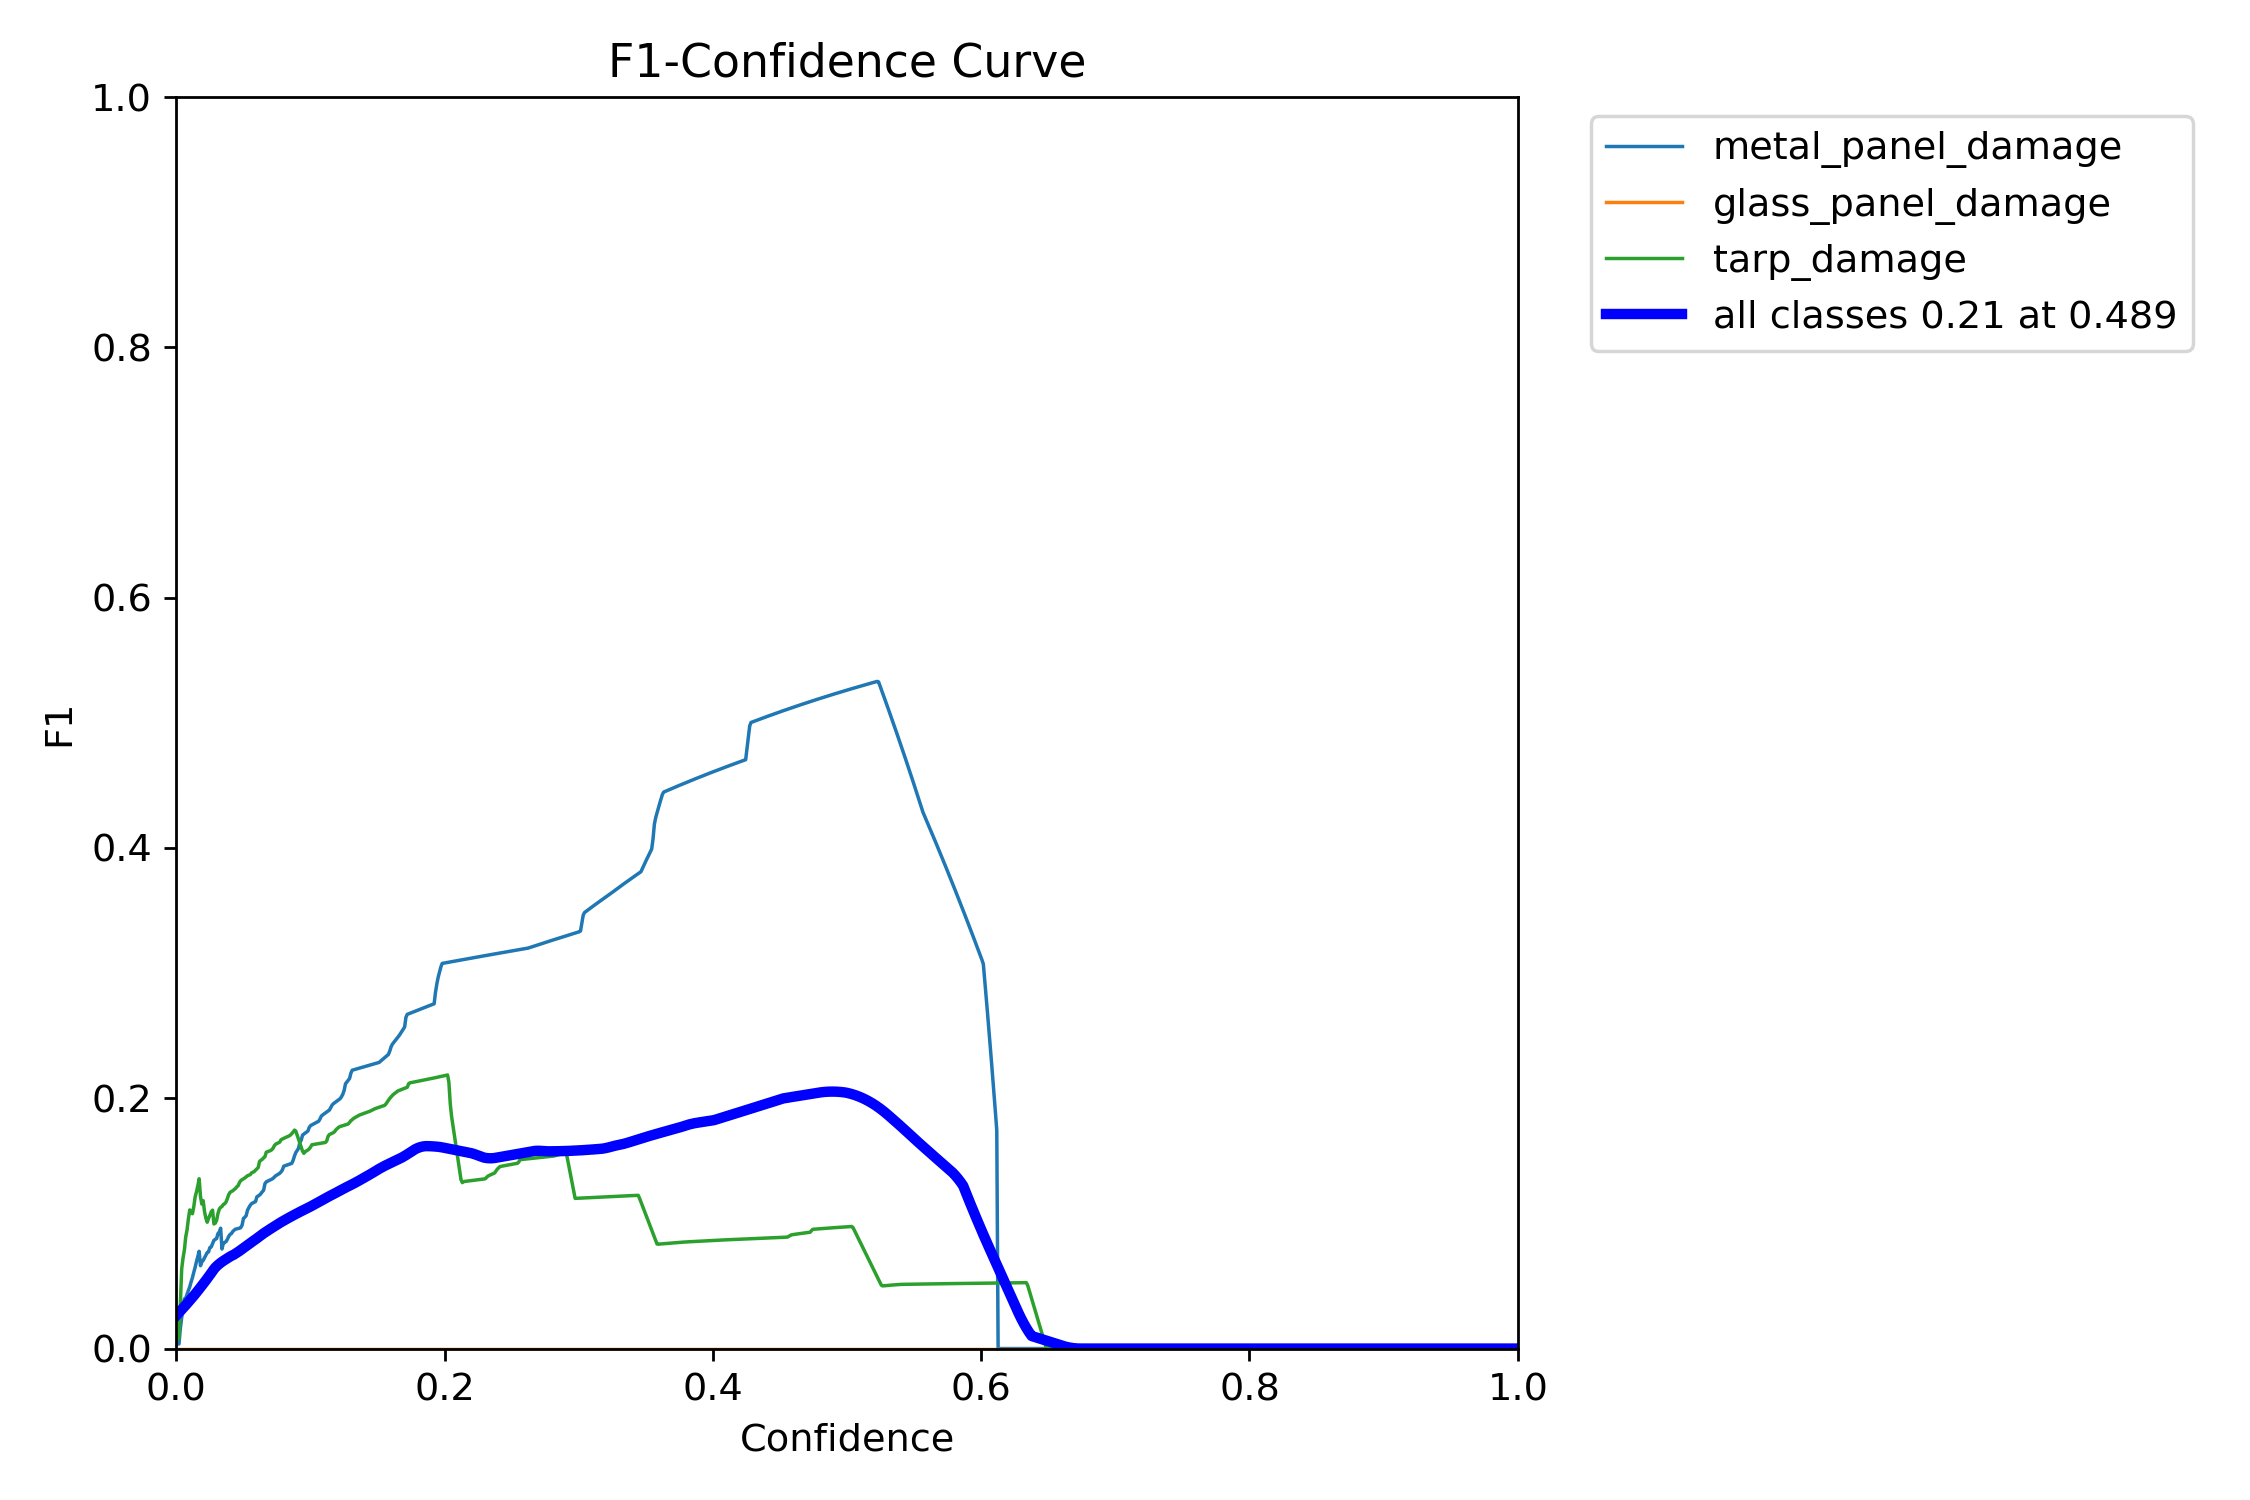 F1-Confidence Curve
1.0
0.8
0.6
0.4
0.2
0.0
F1
0.0 0.2 0.4 0.6 0.8 1.0
Confidence
metal_panel_damage
glass_panel_damage
tarp_damage
all classes 0.21 at 0.489